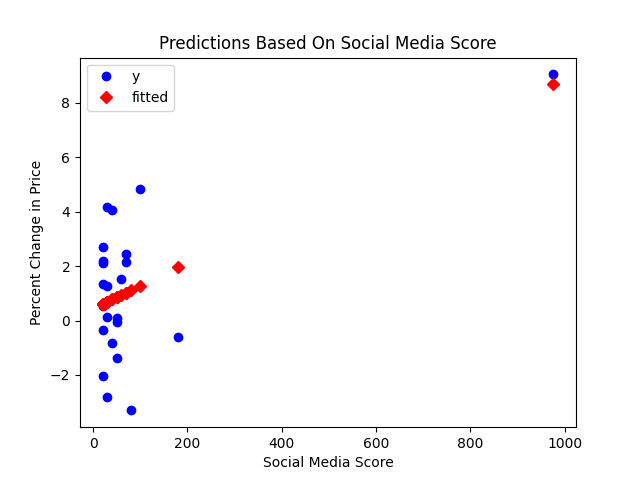 Predictions Based On Social Media Score
y
fitted
Percent Change in Price
8
6
4
2
0
−2
0
200
400
600
800
1000
Social Media Score